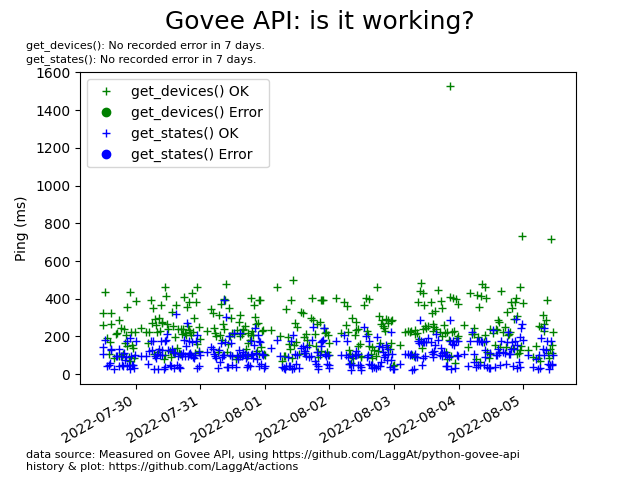 Govee API: is it working?
get_devices(): No recorded error in 7 days.
get_states(): No recorded error in 7 days.
1600
1400
1200
1000
800
600
400
200
0
Ping (ms)
get_devices() OK
get_devices() Error
get_states() OK
get_states() Error
2022-07-30
2022-07-31
2022-08-01
2022-08-02
2022-08-03
2022-08-04
2022-08-05
data source: Measured on Govee API, using https://github.com/LaggAt/python-govee-api
history & plot: https://github.com/LaggAt/actions